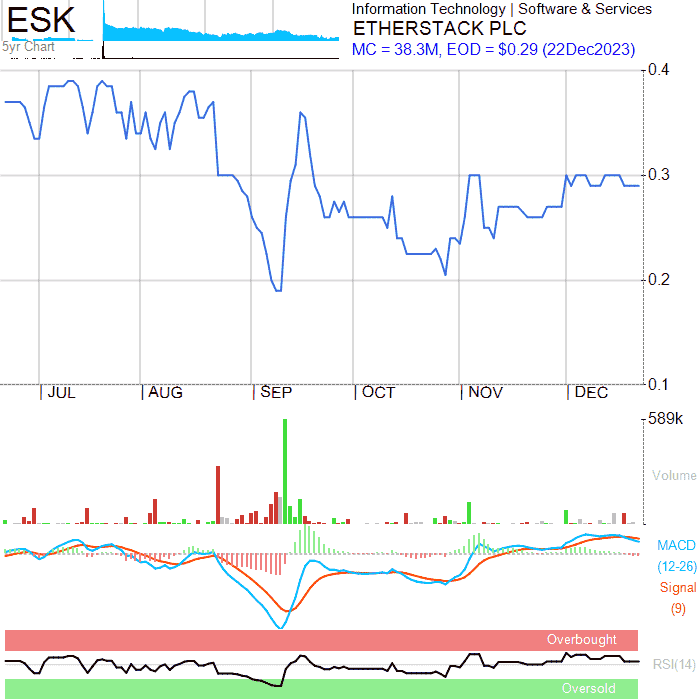 ESK
5yr Chart
Information Technology | Software & Services
ETHERSTACK PLC
MC = 38.3M, EOD = $0.29 (22Dec2023)
0.4
0.3
0.2
0.1
JUL
AUG
SEP
OCT
NOV
DEC
589k
Volume
MACD
(12-26)
Signal
(9)
Overbought
RSI(14)
Oversold